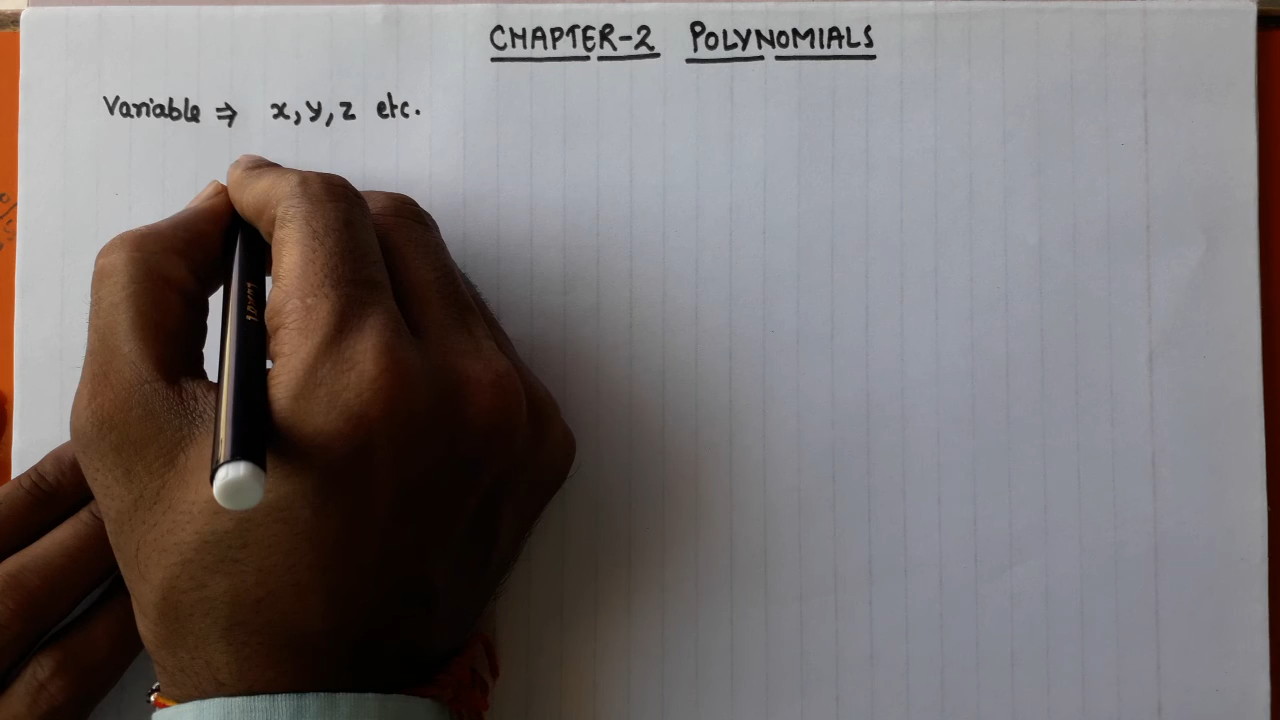 CHAPTER-2 POLYNOMIALS
Variable ⇒ x, y, z etc.